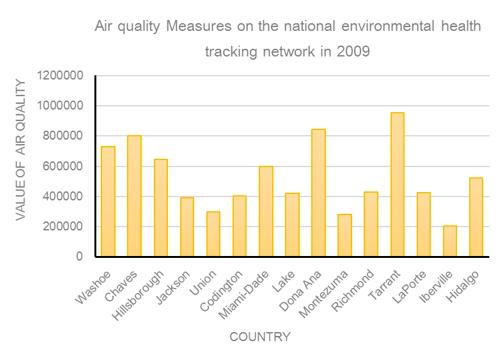 Air quality Measures on the national environmental health
tracking network in 2009
VALUE OF AIR QUALITY
1200000
1000000
800000
600000
400000
200000
0
Washoe
Chaves
Hillsborough
Jackson
Union
Codington
Miami-Dade
Lake
Dona Ana
Montezuma
Richmond
Tarrant
LaPorte
Iberville
Hidalgo
COUNTRY